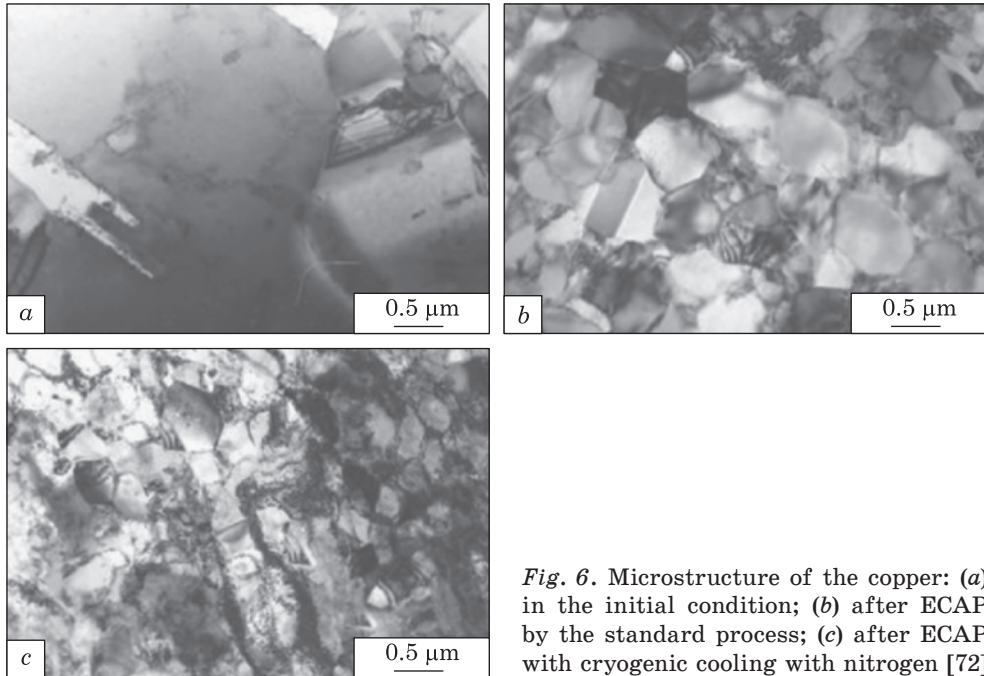 a
0.5 μm
b
0.5 μm
c
0.5 μm
Fig. 6. Microstructure of the copper: (a)
in the initial condition; (b) after ECAP
by the standard process; (c) after ECAP
with cryogenic cooling with nitrogen [72]